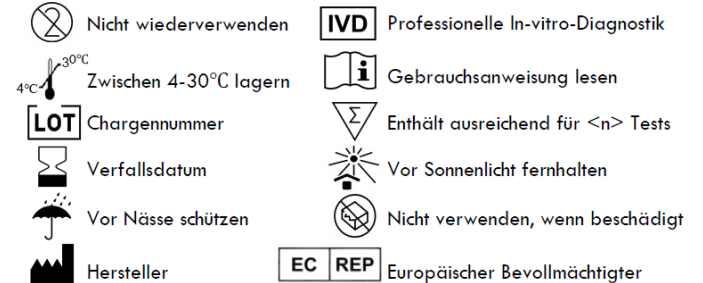 2 Nicht wiederverwenden
IVD Professionelle In-vitro-Diagnostik
30°C
4°C Zwischen 4-30°C lagern
i Gebrauchsanweisung lesen
LOT Chargennummer
Σ Enthält ausreichend für <n> Tests
Verfallsdatum
Vor Sonnenlicht fernhalten
Vor Nässe schützen
Nicht verwenden, wenn beschädigt
Hersteller
EC REP Europäischer Bevollmächtigter